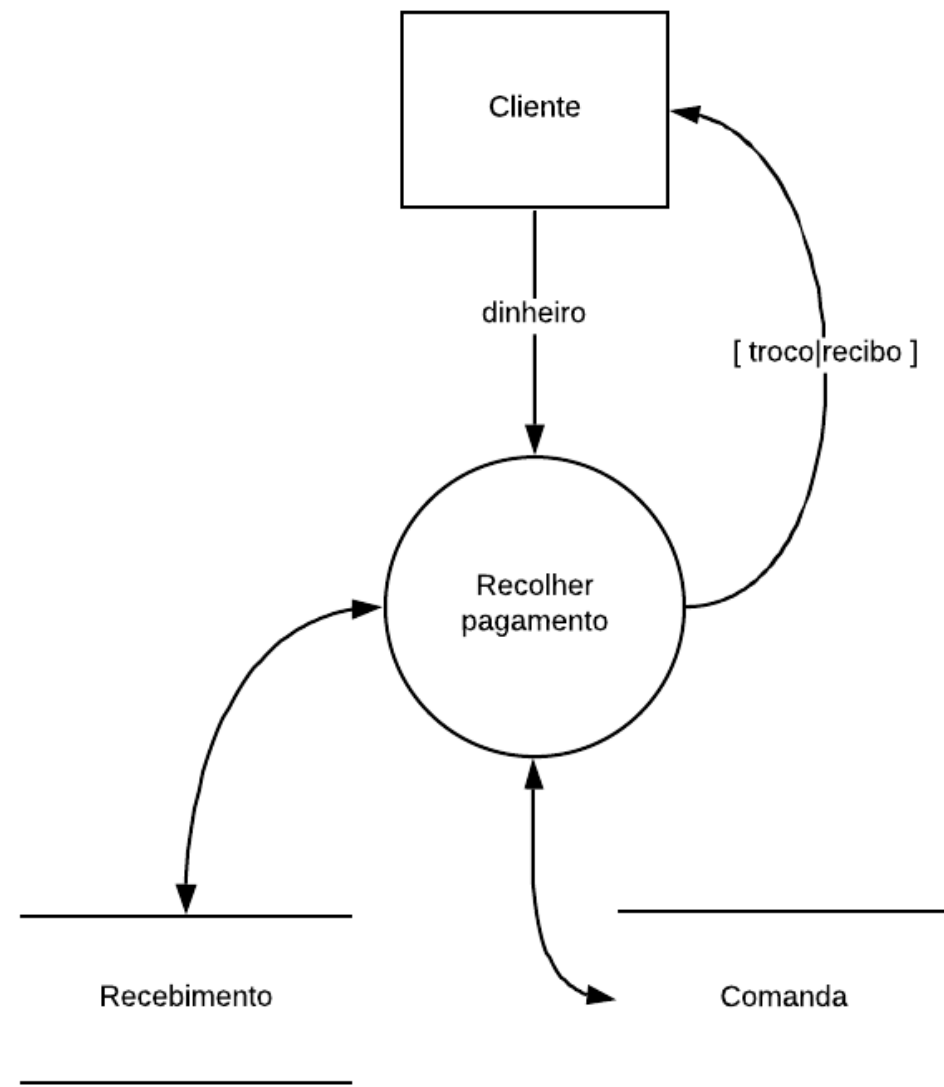 Cliente
dinheiro
[ troco|recibo ]
Recolher
pagamento
Recebimento
Comanda